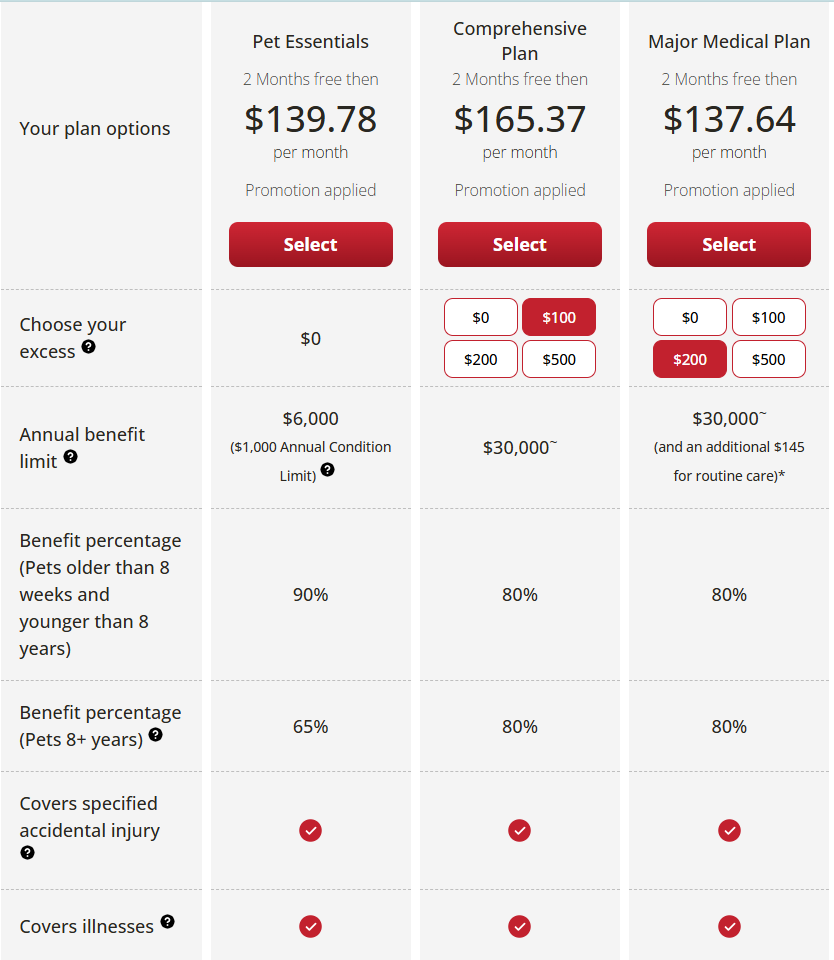 Your plan options
Pet Essentials
2 Months free then
$139.78
per month
Promotion applied
Select
Comprehensive
Plan
2 Months free then
$165.37
per month
Promotion applied
Select
Major Medical Plan
2 Months free then
$137.64
per month
Promotion applied
Select
Choose your
excess ?
$0
$0 $100
$200 $500
$0 $100
$200 $500
Annual benefit
limit ?
$6,000
($1,000 Annual Condition
Limit) ?
$30,000~
$30,000~
(and an additional $145
for routine care)*
Benefit percentage
(Pets older than 8
weeks and
younger than 8
years)
90%
80%
80%
Benefit percentage
(Pets 8+ years) ?
65%
80%
80%
Covers specified
accidental injury
?
Covers illnesses ?